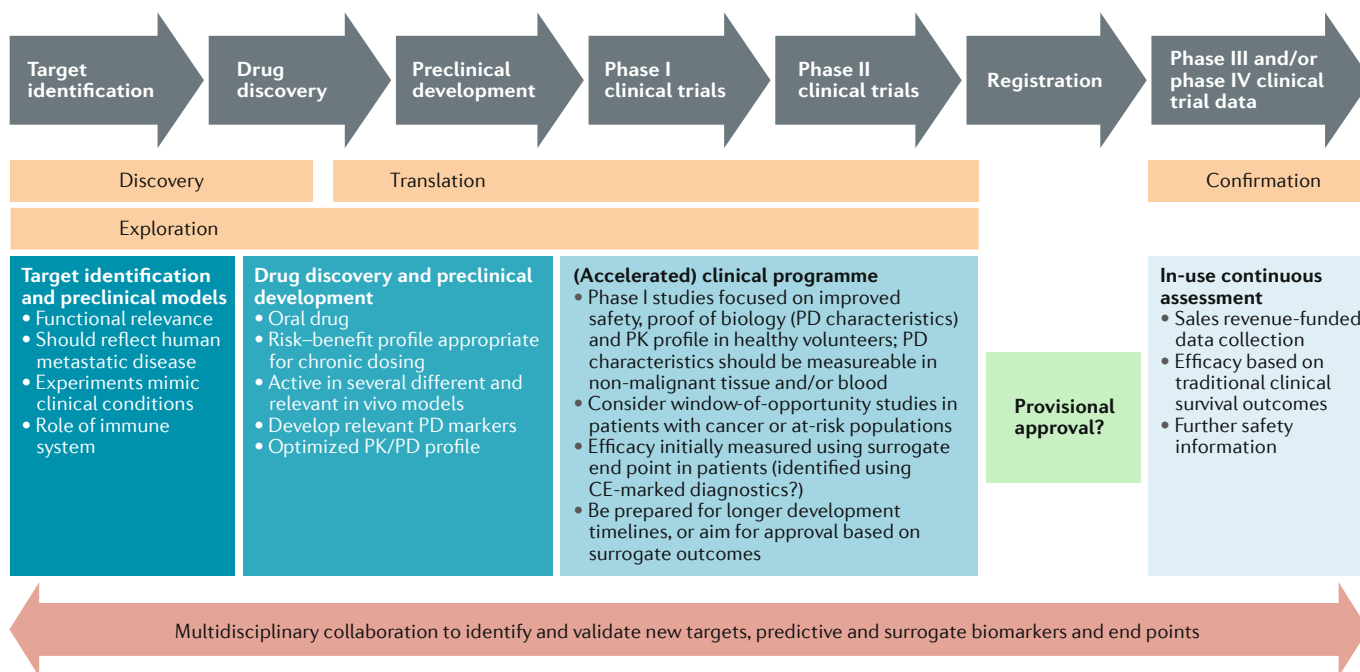 Target
identification
Drug
discovery
Preclinical
development
Phase I
clinical trials
Phase II
clinical trials
Registration
Phase III and/or
phase IV clinical
trial data
Discovery
Translation
Confirmation
Exploration
Target identification
and preclinical models
• Functional relevance
• Should reflect human
metastatic disease
• Experiments mimic
clinical conditions
• Role of immune
system
Drug discovery and preclinical
development
• Oral drug
• Risk–benefit profile appropriate
for chronic dosing
• Active in several different and
relevant in vivo models
• Develop relevant PD markers
• Optimized PK/PD profile
(Accelerated) clinical programme
• Phase I studies focused on improved
safety, proof of biology (PD characteristics)
and PK profile in healthy volunteers; PD
characteristics should be measureable in
non-malignant tissue and/or blood
• Consider window-of-opportunity studies in
patients with cancer or at-risk populations
• Efficacy initially measured using surrogate
end point in patients (identified using
CE-marked diagnostics?)
• Be prepared for longer development
timelines, or aim for approval based on
surrogate outcomes
Provisional
approval?
In-use continuous
assessment
• Sales revenue-funded
data collection
• Efficacy based on
traditional clinical
survival outcomes
• Further safety
information
Multidisciplinary collaboration to identify and validate new targets, predictive and surrogate biomarkers and end points